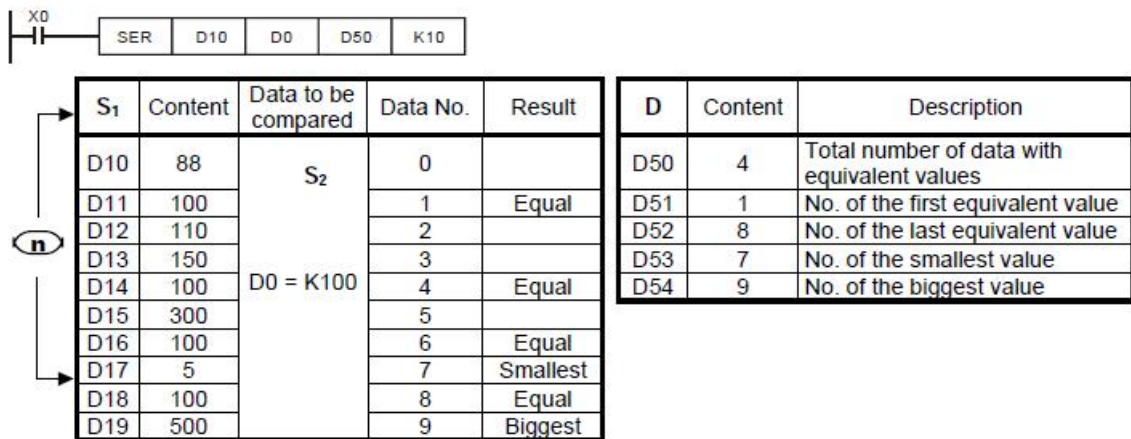 X0
SER D10 D0 D50 K10
S1 Content Data to be compared Data No. Result
D10 88 S2 0
D11 100 1 Equal
D12 110 2
D13 150 3
D14 100 D0 = K100 4 Equal
D15 300 5
D16 100 6 Equal
D17 5 7 Smallest
D18 100 8 Equal
D19 500 9 Biggest
n
D Content Description
D50 4 Total number of data with equivalent values
D51 1 No. of the first equivalent value
D52 8 No. of the last equivalent value
D53 7 No. of the smallest value
D54 9 No. of the biggest value